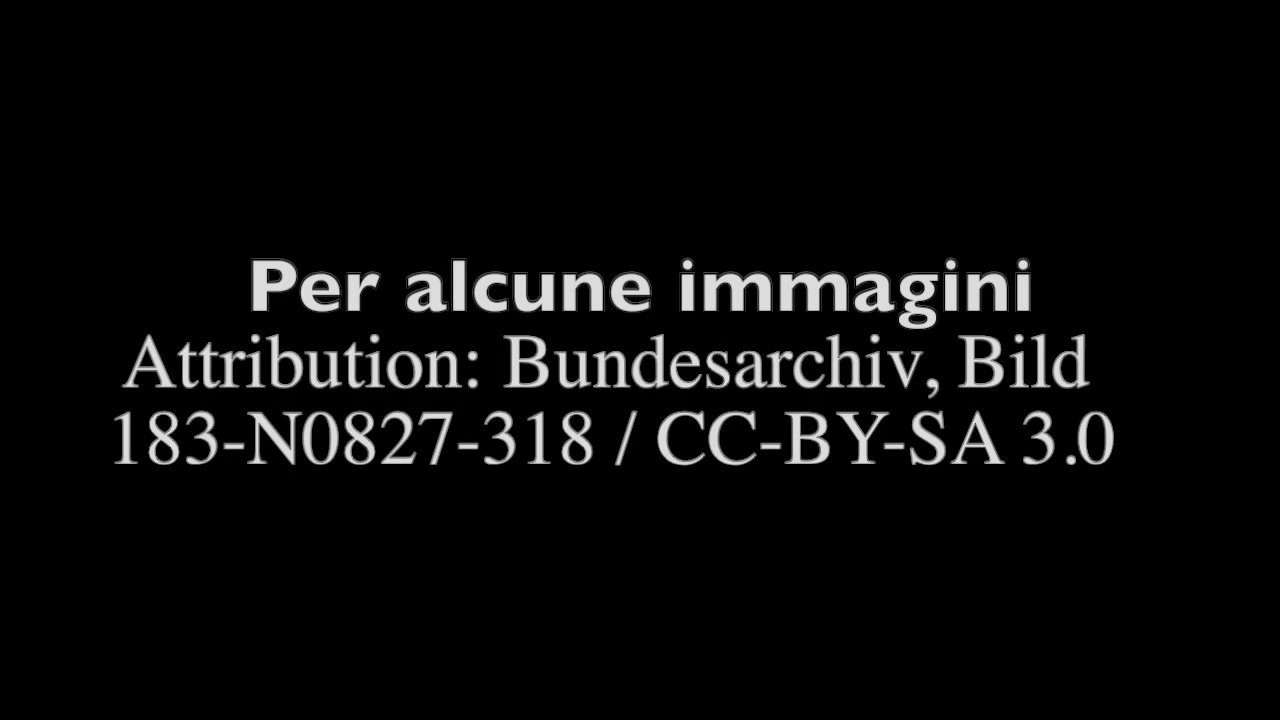 Per alcune immagini
Attribution: Bundesarchiv, Bild
183-N0827-318 / CC-BY-SA 3.0